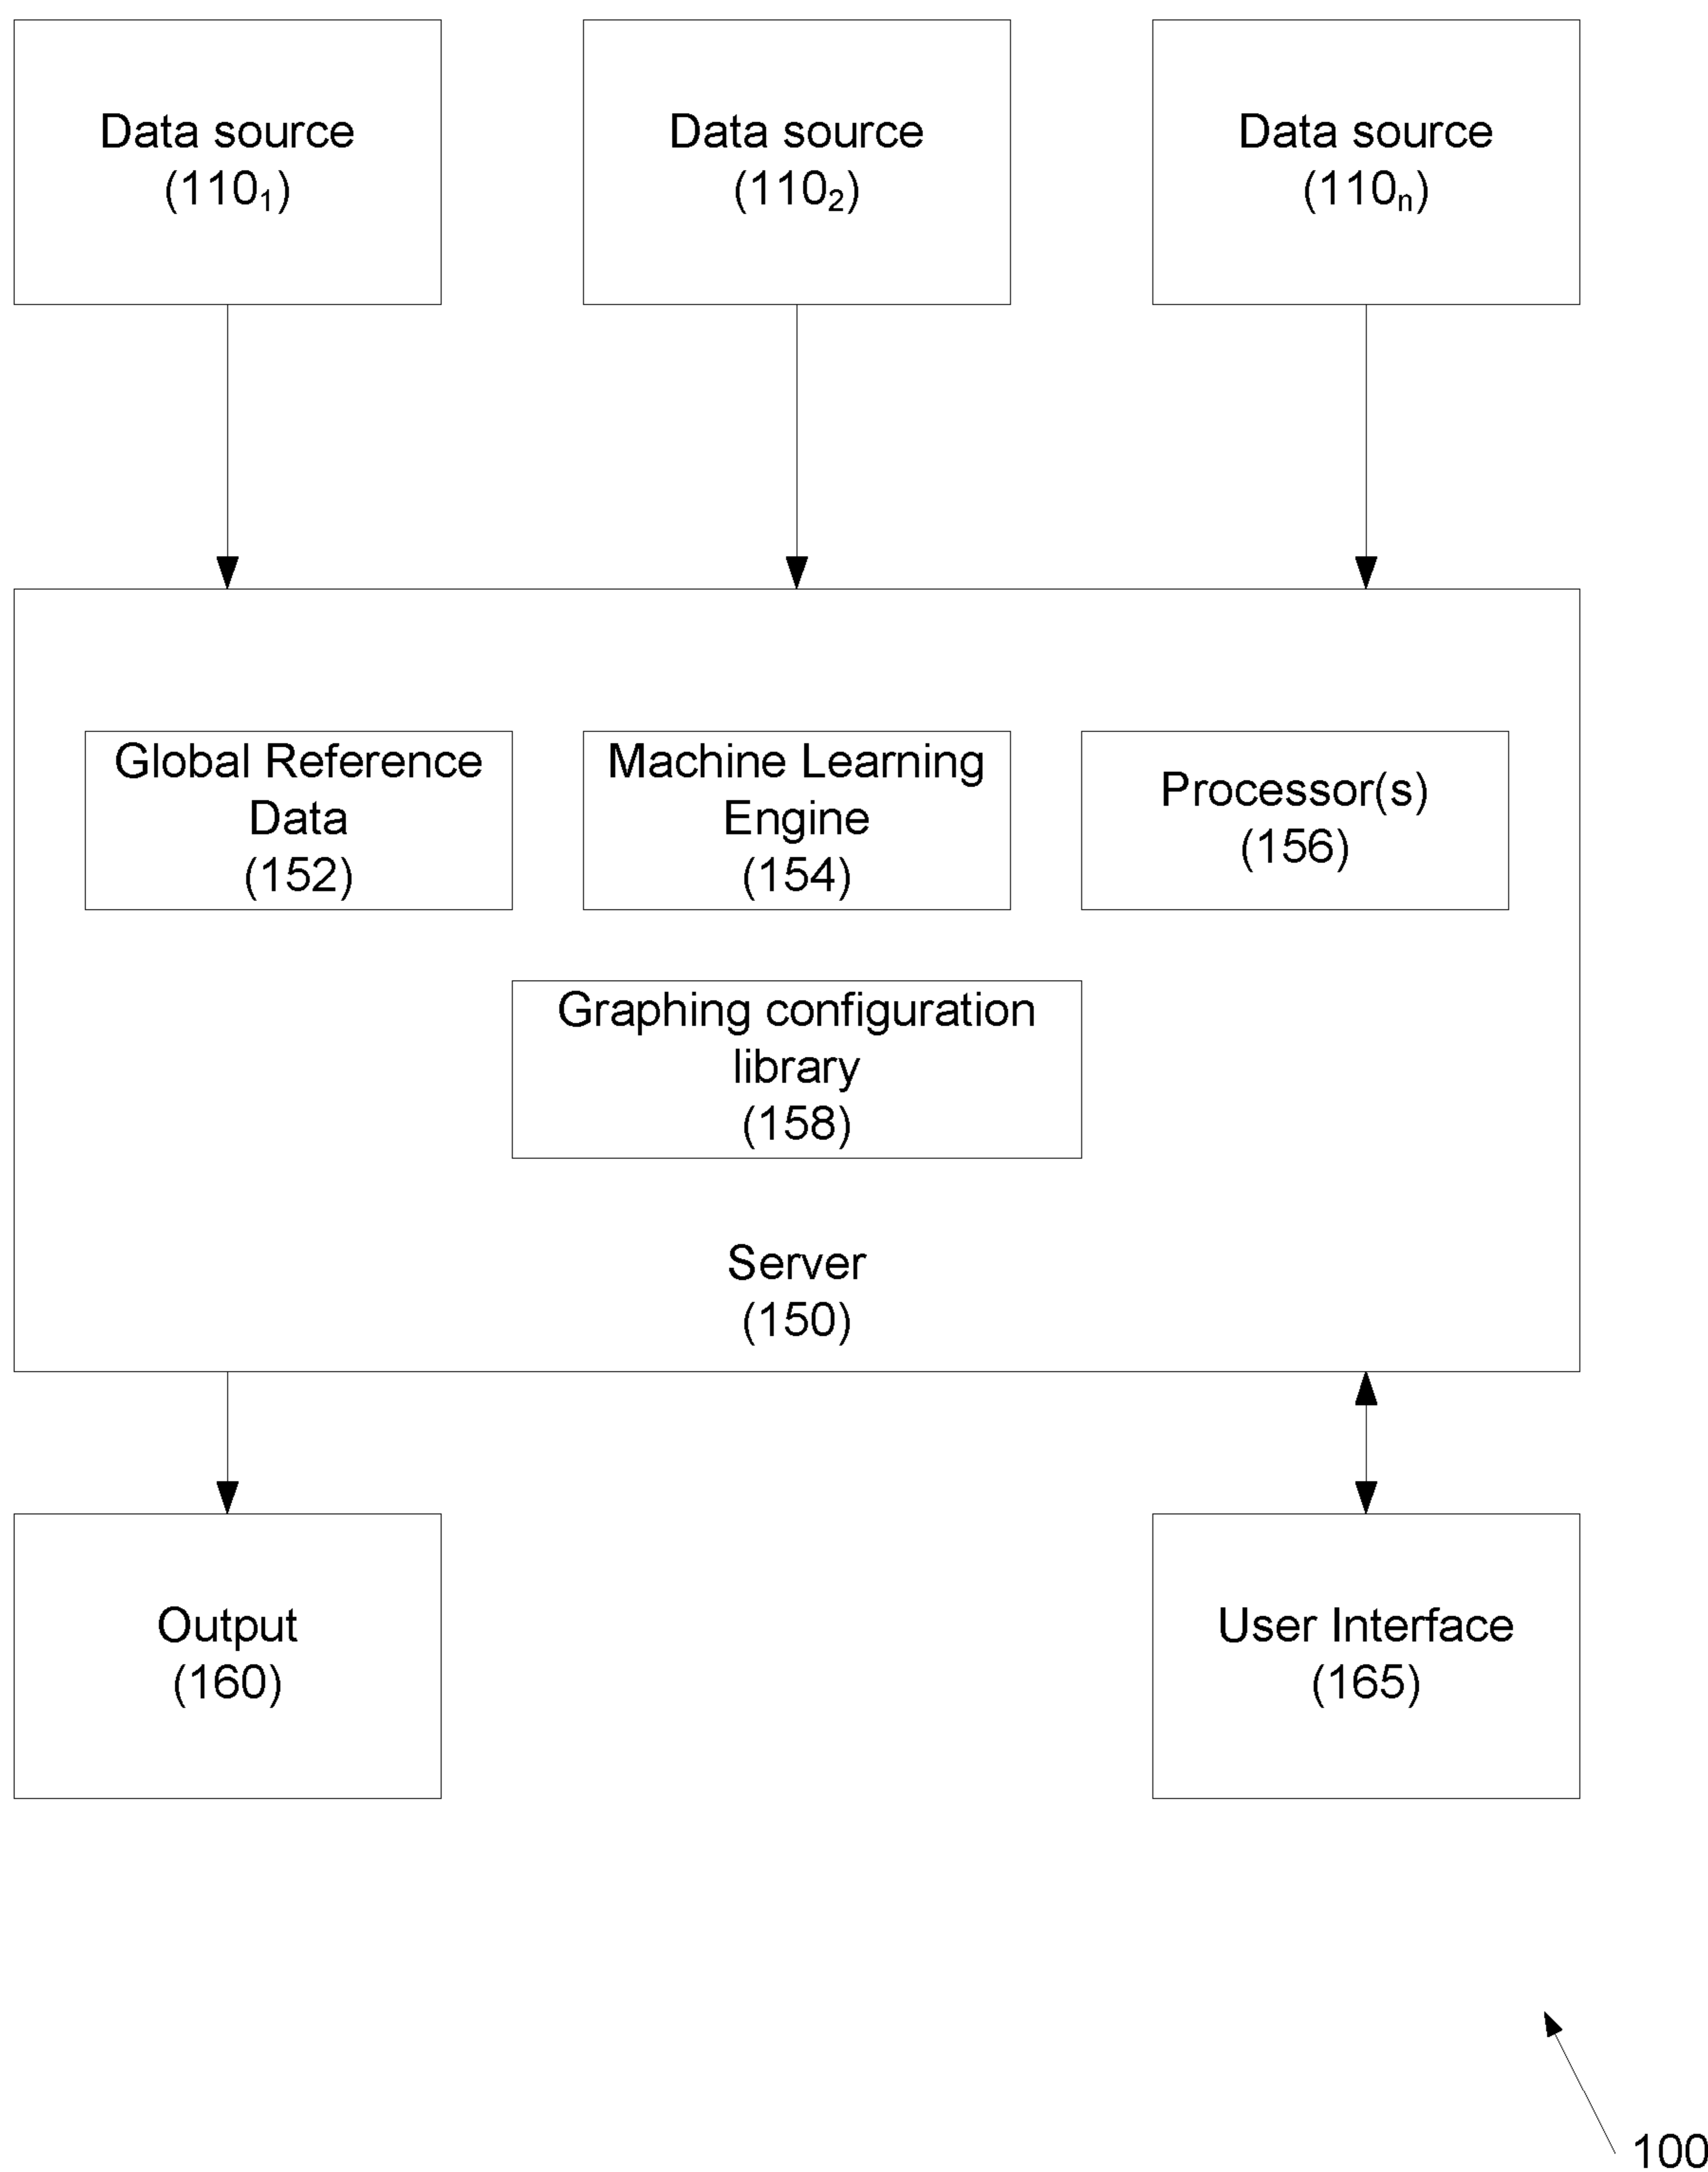 Data source
(110₁)
Data source
(110₂)
Data source
(110ₙ)
Global Reference
Data
(152)
Machine Learning
Engine
(154)
Processor(s)
(156)
Graphing configuration
library
(158)
Server
(150)
Output
(160)
User Interface
(165)
100